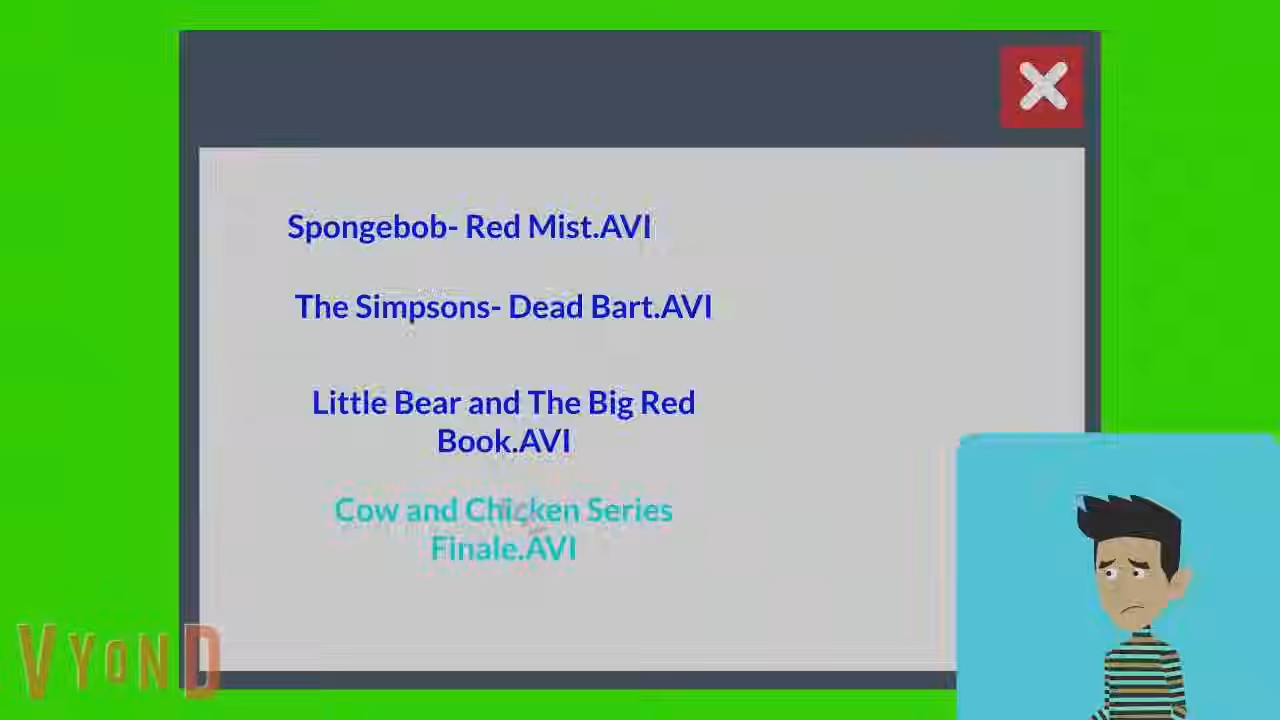 Spongebob- Red Mist.AVI
The Simpsons- Dead Bart.AVI
Little Bear and The Big Red
Book.AVI
Cow and Chicken Series
Finale.AVI
VYOND